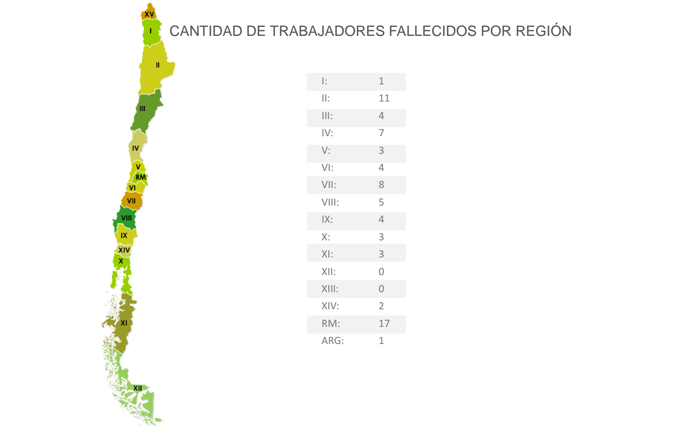 CANTIDAD DE TRABAJADORES FALLECIDOS POR REGIÓN
XV
I
II
III
IV
V
RM
VI
VII
VIII
IX
XIV
X
XI
XII
I: 1
II: 11
III: 4
IV: 7
V: 3
VI: 4
VII: 8
VIII: 5
IX: 4
X: 3
XI: 3
XII: 0
XIII: 0
XIV: 2
RM: 17
ARG: 1